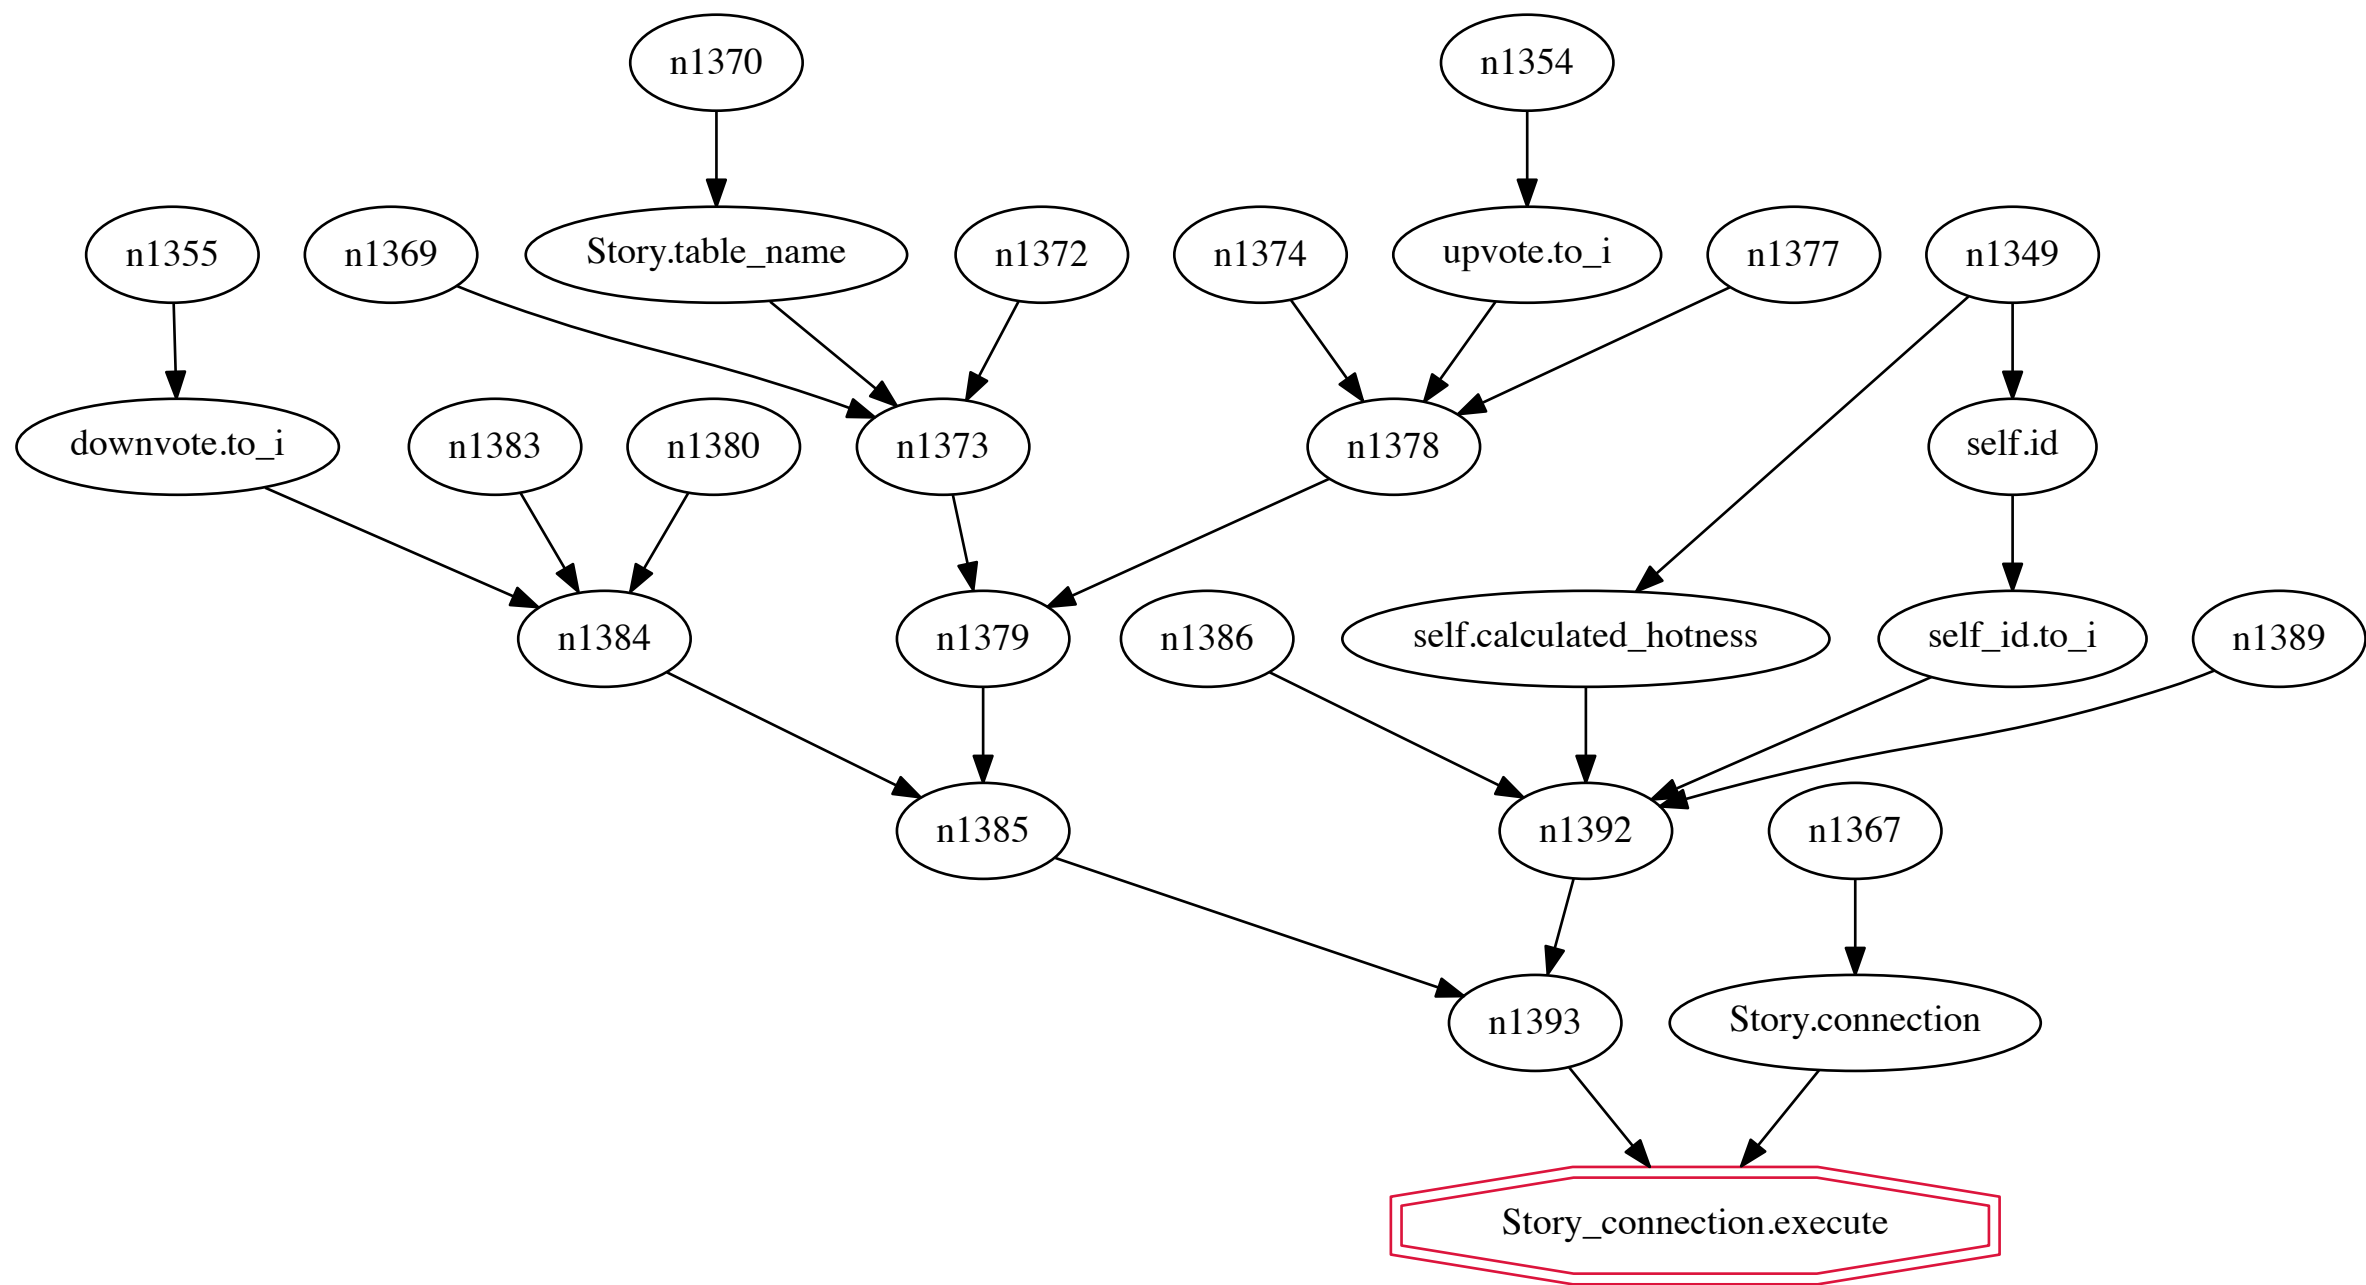 n1370
n1354
n1355
n1369
Story.table_name
n1372
n1374
upvote.to_i
n1377
n1349
downvote.to_i
n1383
n1380
n1373
n1378
self.id
n1384
n1379
n1386
self.calculated_hotness
self_id.to_i
n1389
n1385
n1392
n1367
n1393
Story.connection
Story_connection.execute